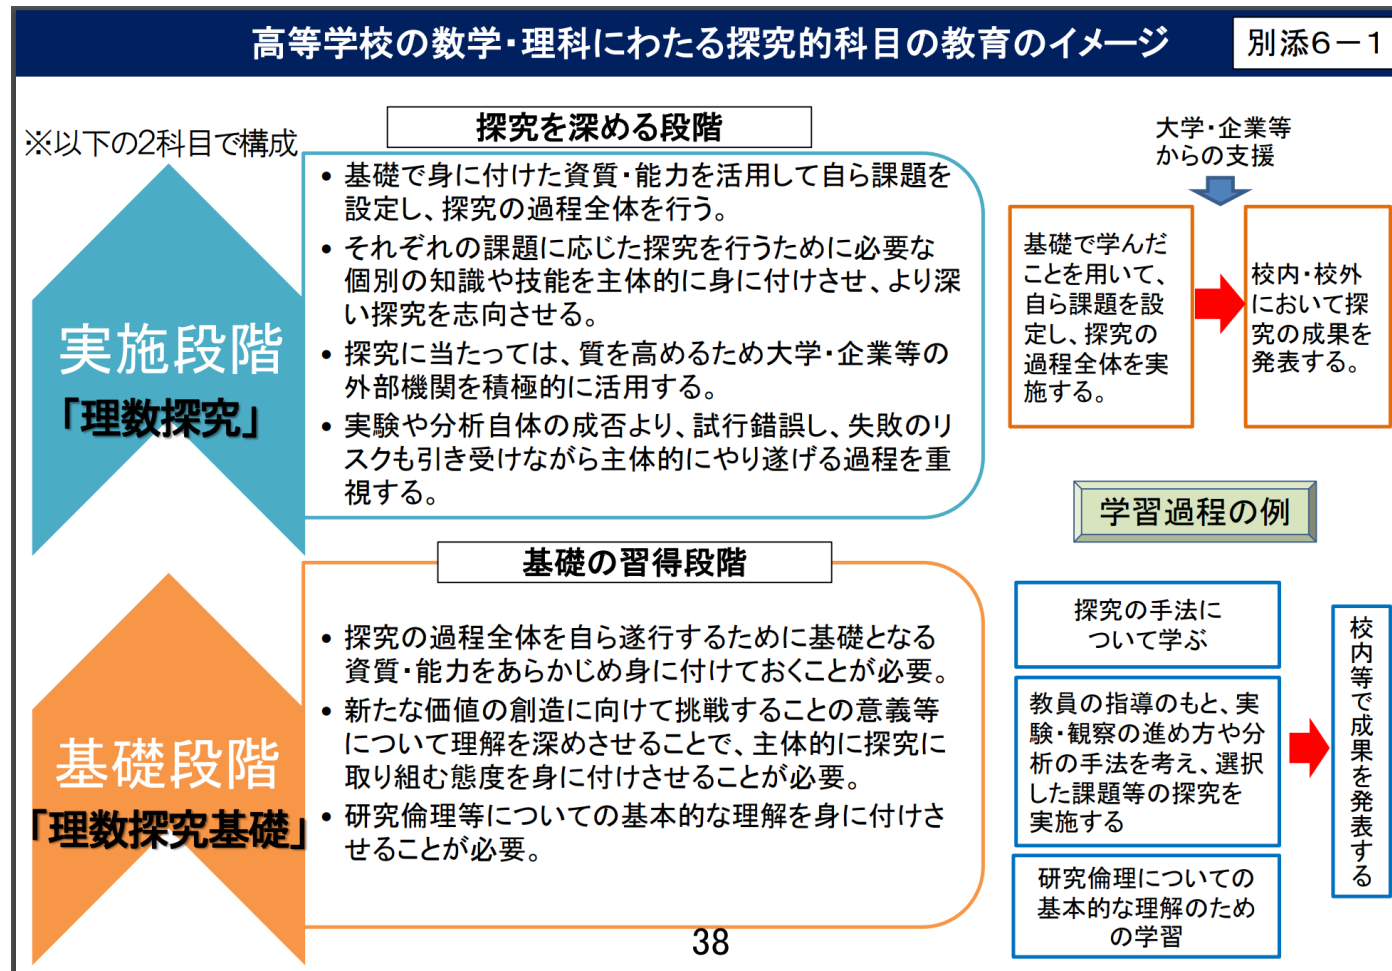 高等学校の数学・理科にわたる探究的科目の教育のイメージ
別添6－1
※以下の2科目で構成
探究を深める段階
• 基礎で身に付けた資質・能力を活用して自ら課題を
設定し、探究の過程全体を行う。
• それぞれの課題に応じた探究を行うために必要な
個別の知識や技能を主体的に身に付けさせ、より深
い探究を志向させる。
• 探究に当たっては、質を高めるため大学・企業等の
外部機関を積極的に活用する。
• 実験や分析自体の成否より、試行錯誤し、失敗のリ
スクも引き受けながら主体的にやり遂げる過程を重
視する。
実施段階
「理数探究」
大学・企業等
からの支援
基礎で学んだ
ことを用いて、
自ら課題を設
定し、探究の
過程全体を実
施する。
校内・校外
において探
究の成果を
発表する。
学習過程の例
基礎の習得段階
• 探究の過程全体を自ら遂行するために基礎となる
資質・能力をあらかじめ身に付けておくことが必要。
• 新たな価値の創造に向けて挑戦することの意義等
について理解を深めさせることで、主体的に探究に
取り組む態度を身に付けさせることが必要。
• 研究倫理等についての基本的な理解を身に付けさ
せることが必要。
基礎段階
「理数探究基礎」
探究の手法に
ついて学ぶ
教員の指導のもと、実
験・観察の進め方や分
析の手法を考え、選択
した課題等の探究を
実施する
研究倫理についての
基本的な理解のため
の学習
校内等で成果を発表する
38